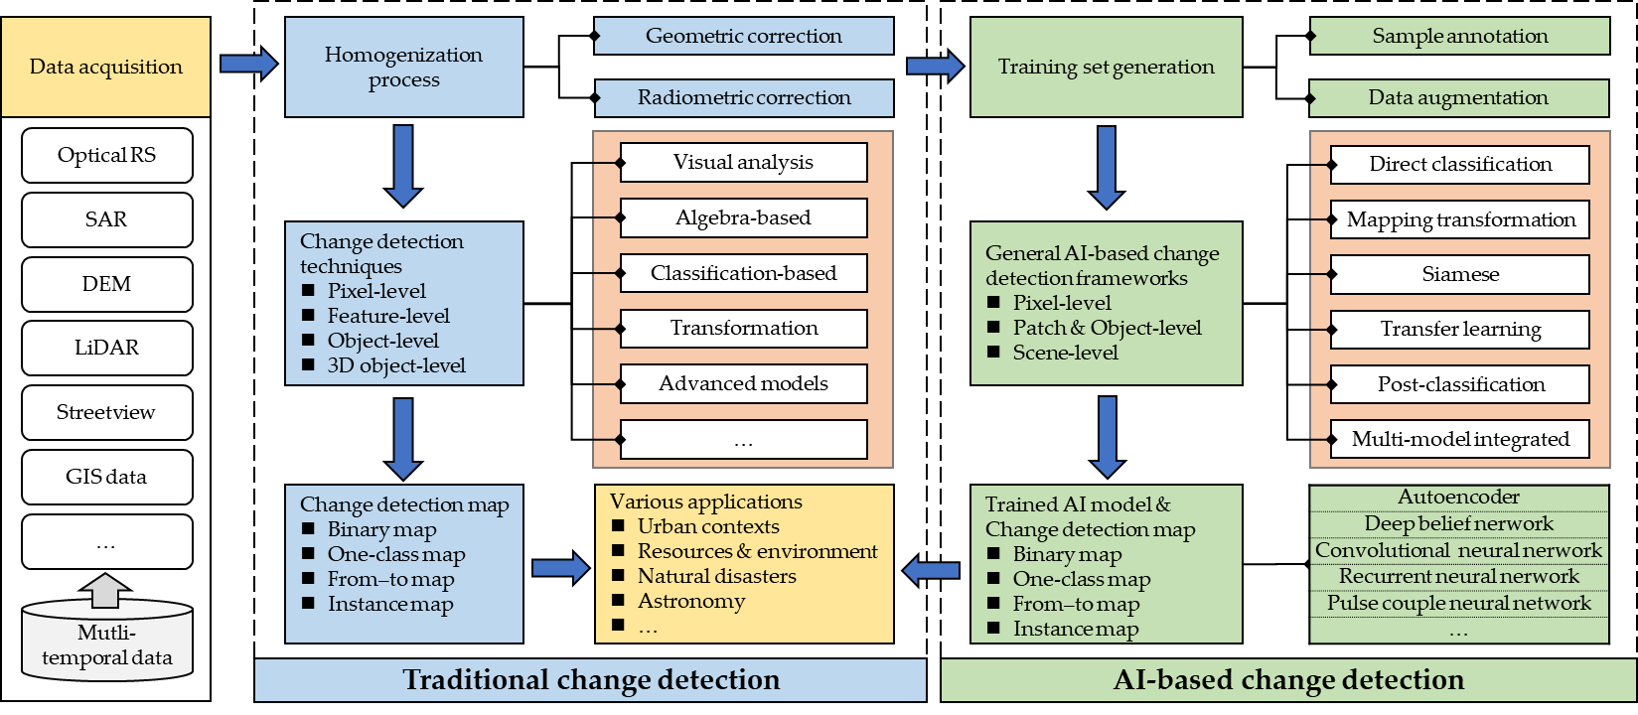 Data acquisition
Optical RS
SAR
DEM
LiDAR
Streetview
GIS data
...
Mutli-
temporal data
Homogenization
process
Geometric correction
Radiometric correction
Change detection
techniques
■ Pixel-level
■ Feature-level
■ Object-level
■ 3D object-level
Visual analysis
Algebra-based
Classification-based
Transformation
Advanced models
...
Change detection map
■ Binary map
■ One-class map
■ From–to map
■ Instance map
Various applications
■ Urban contexts
■ Resources & environment
■ Natural disasters
■ Astronomy
■ ...
Traditional change detection
Training set generation
Sample annotation
Data augmentation
General AI-based change
detection frameworks
■ Pixel-level
■ Patch & Object-level
■ Scene-level
Direct classification
Mapping transformation
Siamese
Transfer learning
Post-classification
Multi-model integrated
Trained AI model &
Change detection map
■ Binary map
■ One-class map
■ From–to map
■ Instance map
Autoencoder
Deep belief nerwork
Convolutional neural nerwork
Recurrent neural nerwork
Pulse couple neural network
...
AI-based change detection